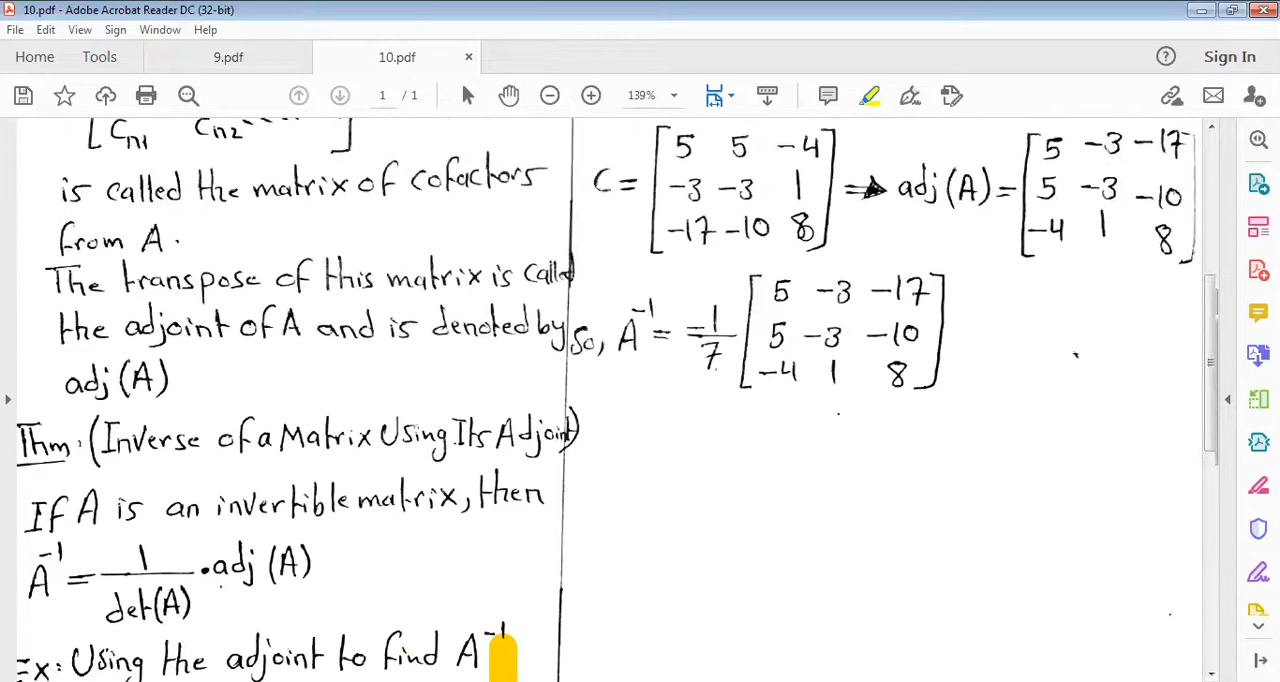 10.pdf - Adobe Acrobat Reader DC (32-bit)
File Edit View Sign Window Help
Home Tools 9.pdf 10.pdf × Sign In
1 / 1 139%
[Cn1 Cn2 ]
is called the matrix of cofactors
from A.
The transpose of this matrix is called
the adjoint of A and is denoted by
adj(A)
Thm: (Inverse of a Matrix Using Its Adjoint)
If A is an invertible matrix, then
A⁻¹ = 1/det(A) · adj(A)
Ex: Using the adjoint to find A⁻¹
C = [5 5 -4
-3 -3 1
-17 -10 8] ⇒ adj(A) = [5 -3 -17
5 -3 -10
-4 1 8]
So, A⁻¹ = -1/7 [5 -3 -17
5 -3 -10
-4 1 8]